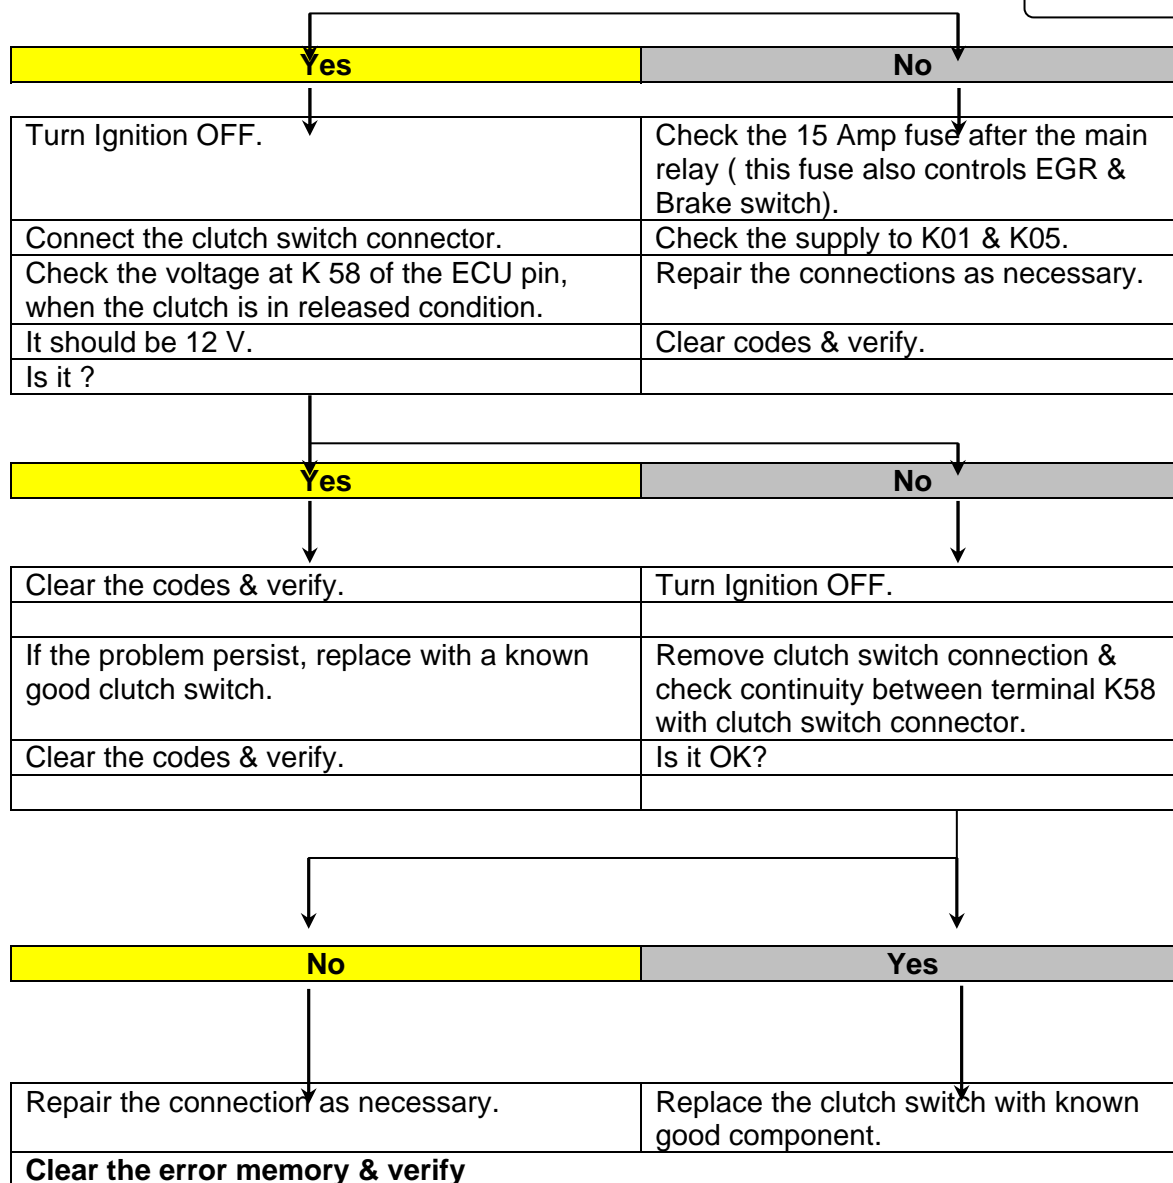 Yes
No
Turn Ignition OFF.
Check the 15 Amp fuse after the main
relay ( this fuse also controls EGR &
Brake switch).
Connect the clutch switch connector.
Check the supply to K01 & K05.
Check the voltage at K 58 of the ECU pin,
when the clutch is in released condition.
Repair the connections as necessary.
It should be 12 V.
Clear codes & verify.
Is it ?
Yes
No
Clear the codes & verify.
Turn Ignition OFF.
If the problem persist, replace with a known
good clutch switch.
Remove clutch switch connection &
check continuity between terminal K58
with clutch switch connector.
Clear the codes & verify.
Is it OK?
No
Yes
Repair the connection as necessary.
Replace the clutch switch with known
good component.
Clear the error memory & verify